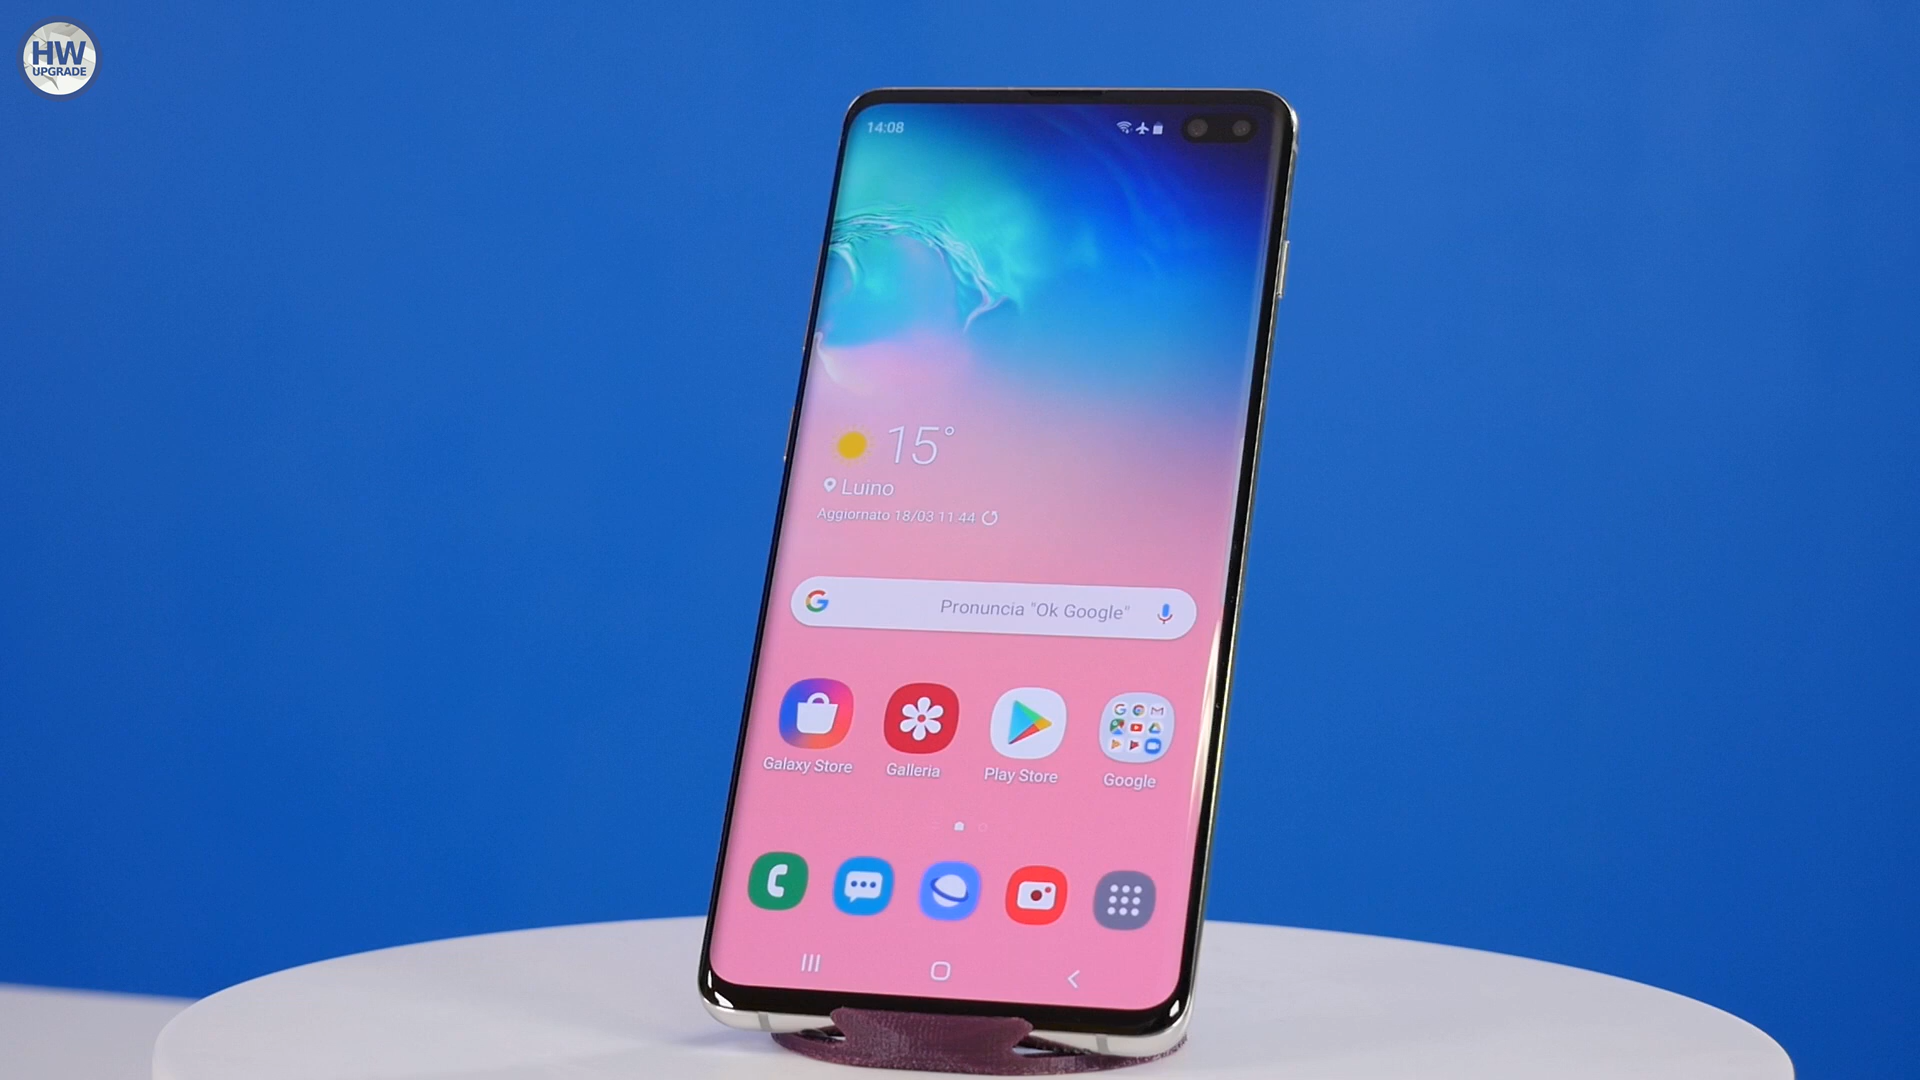 HW
UPGRADE
14:08
15°
Luino
Aggiornato 18/03 11:44
Pronuncia "Ok Google"
Galaxy Store
Galleria
Play Store
Google